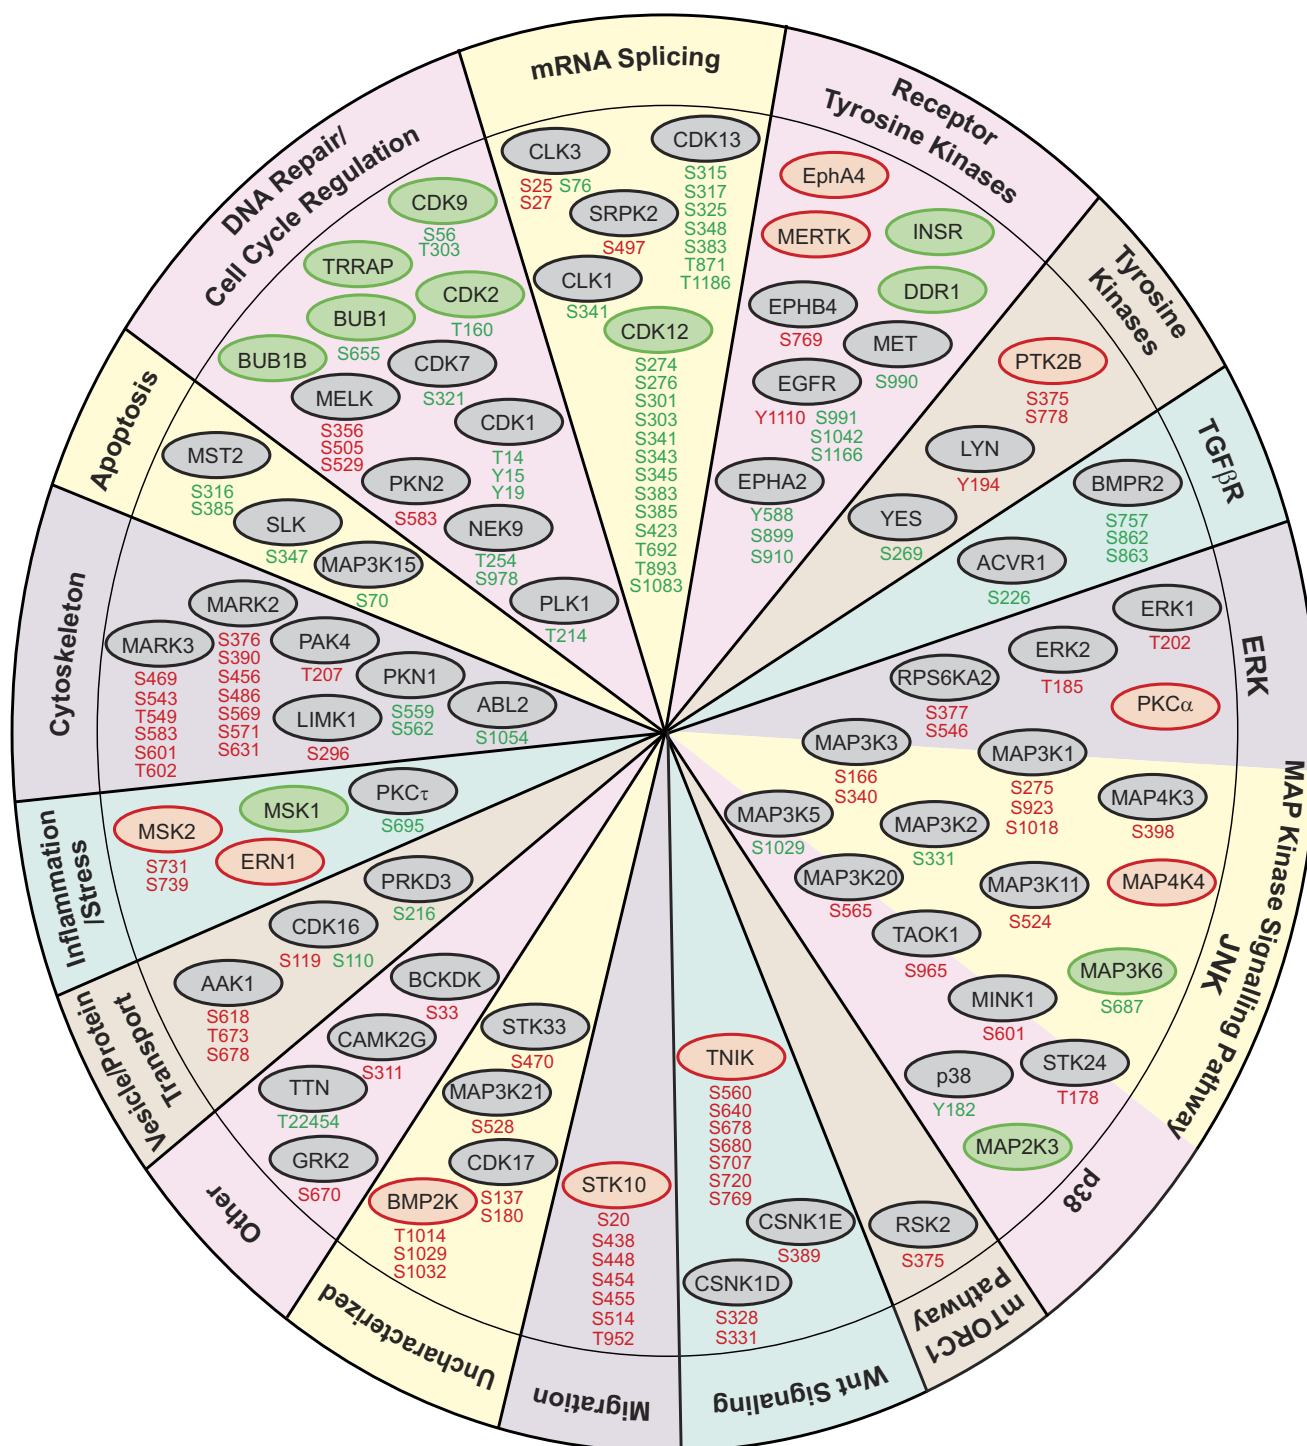 mRNA Splicing
CLK3
S25 S76
S27
CDK13
S315
S317
S325
S348
S383
T871
T1186
SRPK2
S497
CLK1
S341
CDK12
S274
S276
S301
S303
S341
S343
S345
S383
S385
S423
T692
T893
S1083
Receptor
Tyrosine Kinases
EphA4
MERTK
INSR
DDR1
EPHB4
S769
MET
S990
EGFR
Y1110 S991
S1042
S1166
EPHA2
Y588
S899
S910
Tyrosine
Kinases
PTK2B
S375
S778
LYN
Y194
YES
S269
TGFβR
BMPR2
S757
S862
S863
ACVR1
S226
MAP Kinase Signalling Pathway
ERK
ERK1
T202
ERK2
T185
RPS6KA2
S377
S546
PKCα
JNK
MAP3K3
S166
S340
MAP3K1
S275
S923
S1018
MAP4K3
S398
MAP3K2
S331
MAP3K11
S524
MAP4K4
TAOK1
S965
MAP3K6
S687
MINK1
S601
STK24
T178
p38
MAP3K5
S1029
MAP3K20
S565
p38
Y182
MAP2K3
mTORC1
Pathway
RSK2
S375
Wnt Signaling
TNIK
S560
S640
S678
S680
S707
S720
S769
CSNK1E
S389
CSNK1D
S328
S331
Migration
STK10
S20
S438
S448
S454
S455
S514
T952
Uncharacterized
STK33
S470
MAP3K21
S528
CDK17
S137
S180
BMP2K
T1014
S1029
S1032
Other
BCKDK
S33
CAMK2G
S311
TTN
T22454
GRK2
S670
Vesicle/Protein
Transport
PRKD3
S216
CDK16
S119 S110
AAK1
S618
T673
S678
Inflammation
/Stress
PKCτ
S695
MSK1
MSK2
S731
S739
ERN1
Cytoskeleton
MARK2
S376
S390
S456
S486
S569
S571
S631
MARK3
S469
S543
T549
S583
S601
T602
PAK4
T207
PKN1
S559
S562
LIMK1
S296
ABL2
S1054
Apoptosis
MST2
S316
S385
SLK
S347
MAP3K15
S70
DNA Repair/
Cell Cycle Regulation
CDK9
S56
T303
TRRAP
CDK2
T160
BUB1
S655
BUB1B
CDK7
S321
MELK
S356
S505
S529
CDK1
T14
Y15
Y19
PKN2
S583
NEK9
T254
S978
PLK1
T214